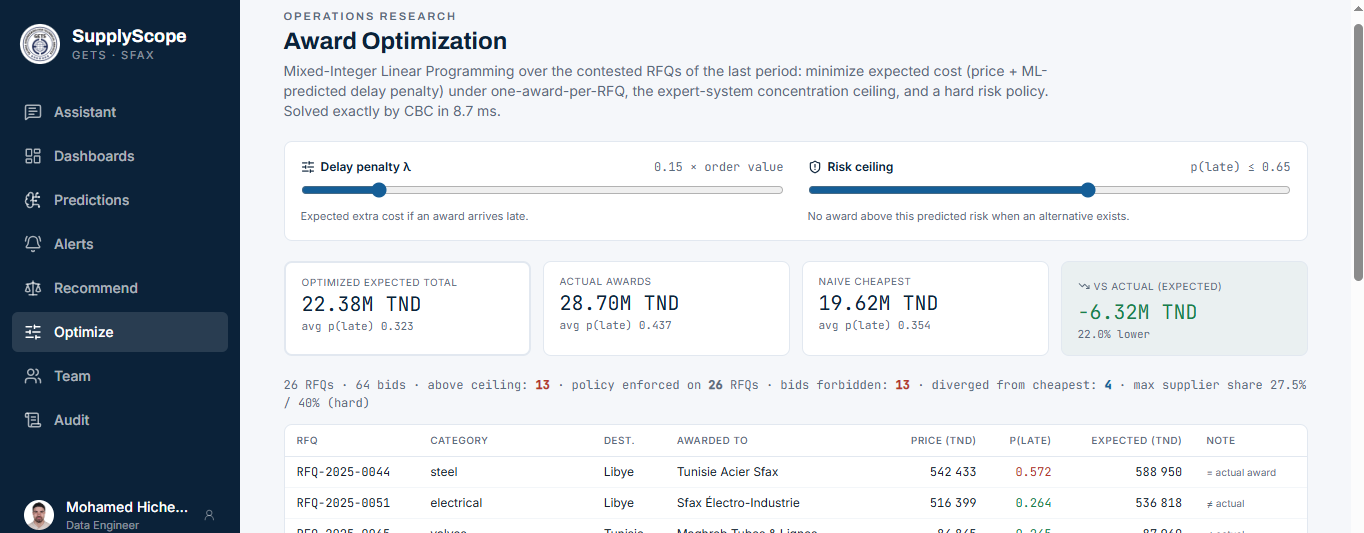 SupplyScope
GETS · SFAX
Assistant
Dashboards
Predictions
Alerts
Recommend
Optimize
Team
Audit
Mohamed Hiche...
Data Engineer
OPERATIONS RESEARCH
Award Optimization
Mixed-Integer Linear Programming over the contested RFQs of the last period: minimize expected cost (price + ML-
predicted delay penalty) under one-award-per-RFQ, the expert-system concentration ceiling, and a hard risk policy.
Solved exactly by CBC in 8.7 ms.
Delay penalty λ 0.15 × order value
Expected extra cost if an award arrives late.
Risk ceiling p(late) ≤ 0.65
No award above this predicted risk when an alternative exists.
OPTIMIZED EXPECTED TOTAL
22.38M TND
avg p(late) 0.323
ACTUAL AWARDS
28.70M TND
avg p(late) 0.437
NAIVE CHEAPEST
19.62M TND
avg p(late) 0.354
VS ACTUAL (EXPECTED)
-6.32M TND
22.0% lower
26 RFQs · 64 bids · above ceiling: 13 · policy enforced on 26 RFQs · bids forbidden: 13 · diverged from cheapest: 4 · max supplier share 27.5%
/ 40% (hard)
RFQ CATEGORY DEST. AWARDED TO PRICE (TND) P(LATE) EXPECTED (TND) NOTE
RFQ-2025-0044 steel Libye Tunisie Acier Sfax 542 433 0.572 588 950 = actual award
RFQ-2025-0051 electrical Libye Sfax Électro-Industrie 516 399 0.264 536 818 ≠ actual